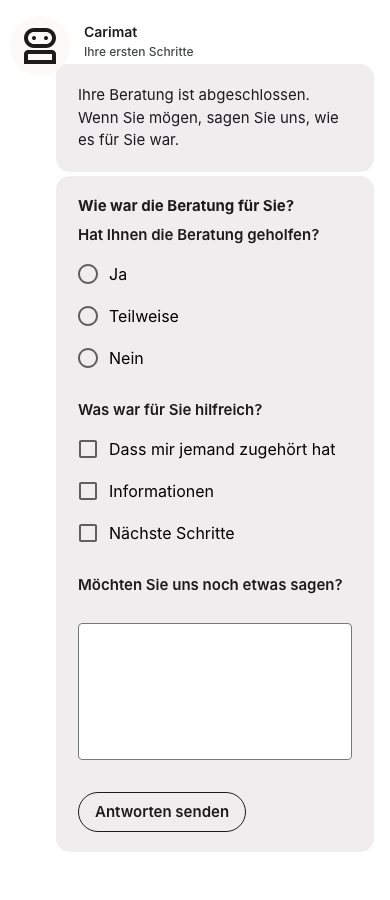 Carimat
Ihre ersten Schritte
Ihre Beratung ist abgeschlossen.
Wenn Sie mögen, sagen Sie uns, wie
es für Sie war.
Wie war die Beratung für Sie?
Hat Ihnen die Beratung geholfen?
Ja
Teilweise
Nein
Was war für Sie hilfreich?
Dass mir jemand zugehört hat
Informationen
Nächste Schritte
Möchten Sie uns noch etwas sagen?
Antworten senden